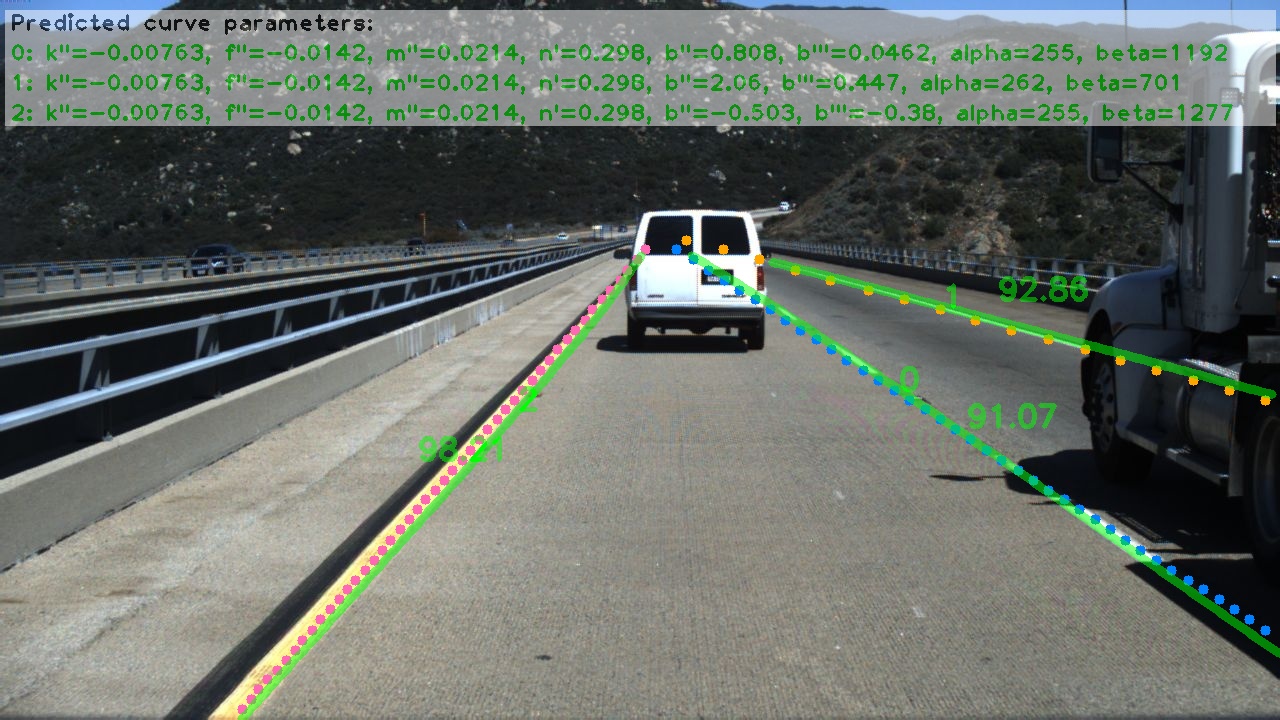 Predicted curve parameters:
0: k''=-0.00763, f''=-0.0142, m''=0.0214, n'=0.298, b''=0.808, b'''=0.0462, alpha=255, beta=1192
1: k''=-0.00763, f''=-0.0142, m''=0.0214, n'=0.298, b''=2.06, b'''=0.447, alpha=262, beta=701
2: k''=-0.00763, f''=-0.0142, m''=0.0214, n'=0.298, b''=-0.503, b'''=-0.38, alpha=255, beta=1277
1 92.86
0
91.07